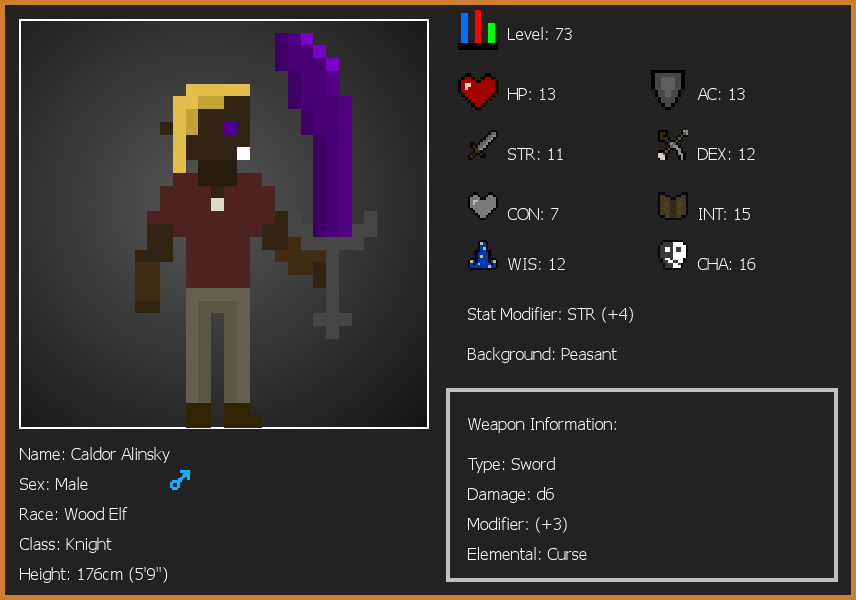 Level: 73
HP: 13
AC: 13
STR: 11
DEX: 12
CON: 7
INT: 15
WIS: 12
CHA: 16
Stat Modifier: STR (+4)
Background: Peasant
Weapon Information:
Type: Sword
Damage: d6
Modifier: (+3)
Elemental: Curse
Name: Caldor Alinsky
Sex: Male
Race: Wood Elf
Class: Knight
Height: 176cm (5'9")